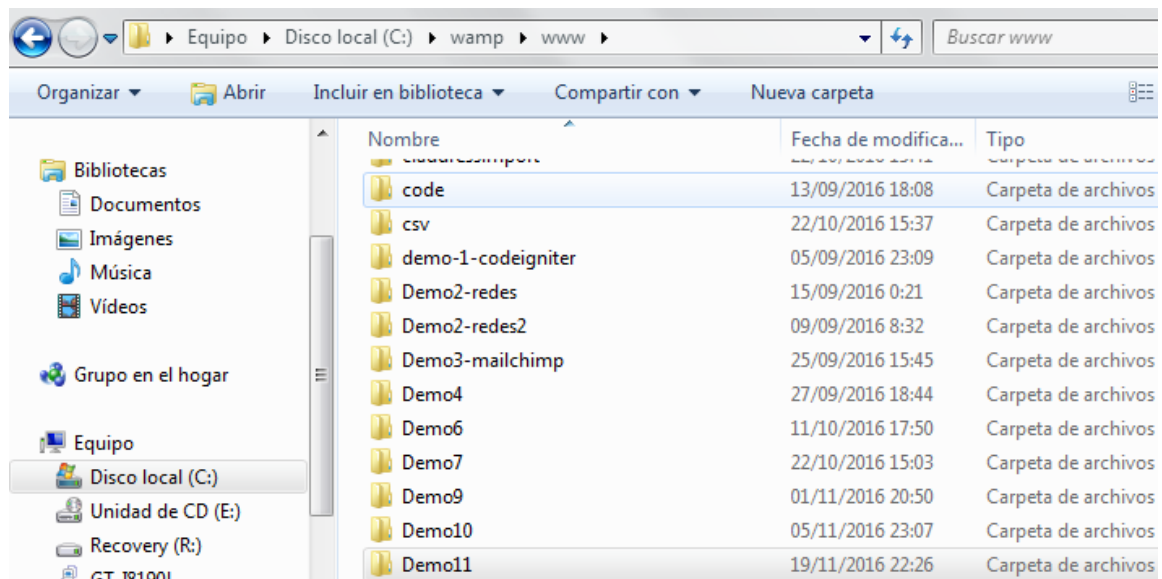 Equipo Disco local (C:) wamp www Buscar www
Organizar Abrir Incluir en biblioteca Compartir con Nueva carpeta
Nombre Fecha de modifica... Tipo
Bibliotecas
Documentos
Imágenes
Música
Vídeos
Grupo en el hogar
Equipo
Disco local (C:)
Unidad de CD (E:)
Recovery (R:)
code 13/09/2016 18:08 Carpeta de archivos
csv 22/10/2016 15:37 Carpeta de archivos
demo-1-codeigniter 05/09/2016 23:09 Carpeta de archivos
Demo2-redes 15/09/2016 0:21 Carpeta de archivos
Demo2-redes2 09/09/2016 8:32 Carpeta de archivos
Demo3-mailchimp 25/09/2016 15:45 Carpeta de archivos
Demo4 27/09/2016 18:44 Carpeta de archivos
Demo6 11/10/2016 17:50 Carpeta de archivos
Demo7 22/10/2016 15:03 Carpeta de archivos
Demo9 01/11/2016 20:50 Carpeta de archivos
Demo10 05/11/2016 23:07 Carpeta de archivos
Demo11 19/11/2016 22:26 Carpeta de archivos